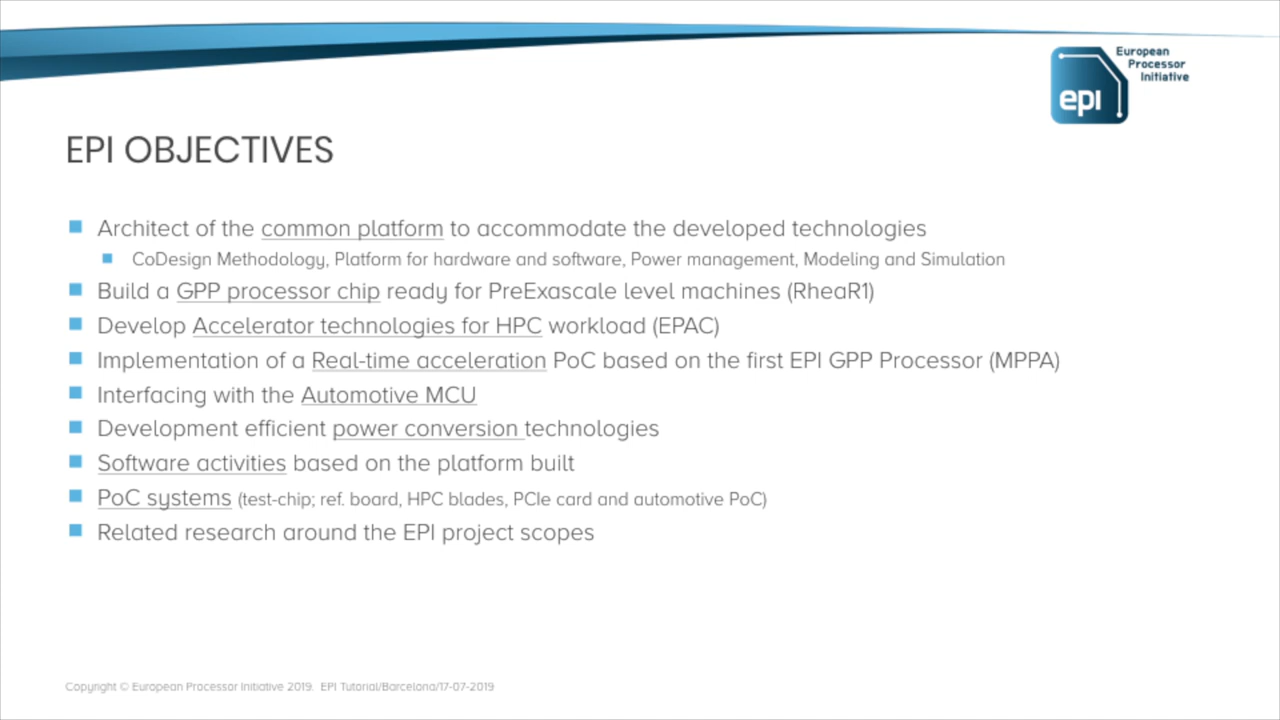 European
Processor
Initiative
epi
EPI OBJECTIVES
Architect of the common platform to accommodate the developed technologies
CoDesign Methodology, Platform for hardware and software, Power management, Modeling and Simulation
Build a GPP processor chip ready for PreExascale level machines (RheaR1)
Develop Accelerator technologies for HPC workload (EPAC)
Implementation of a Real-time acceleration PoC based on the first EPI GPP Processor (MPPA)
Interfacing with the Automotive MCU
Development efficient power conversion technologies
Software activities based on the platform built
PoC systems (test-chip; ref. board, HPC blades, PCIe card and automotive PoC)
Related research around the EPI project scopes
Copyright © European Processor Initiative 2019. EPI Tutorial/Barcelona/17-07-2019